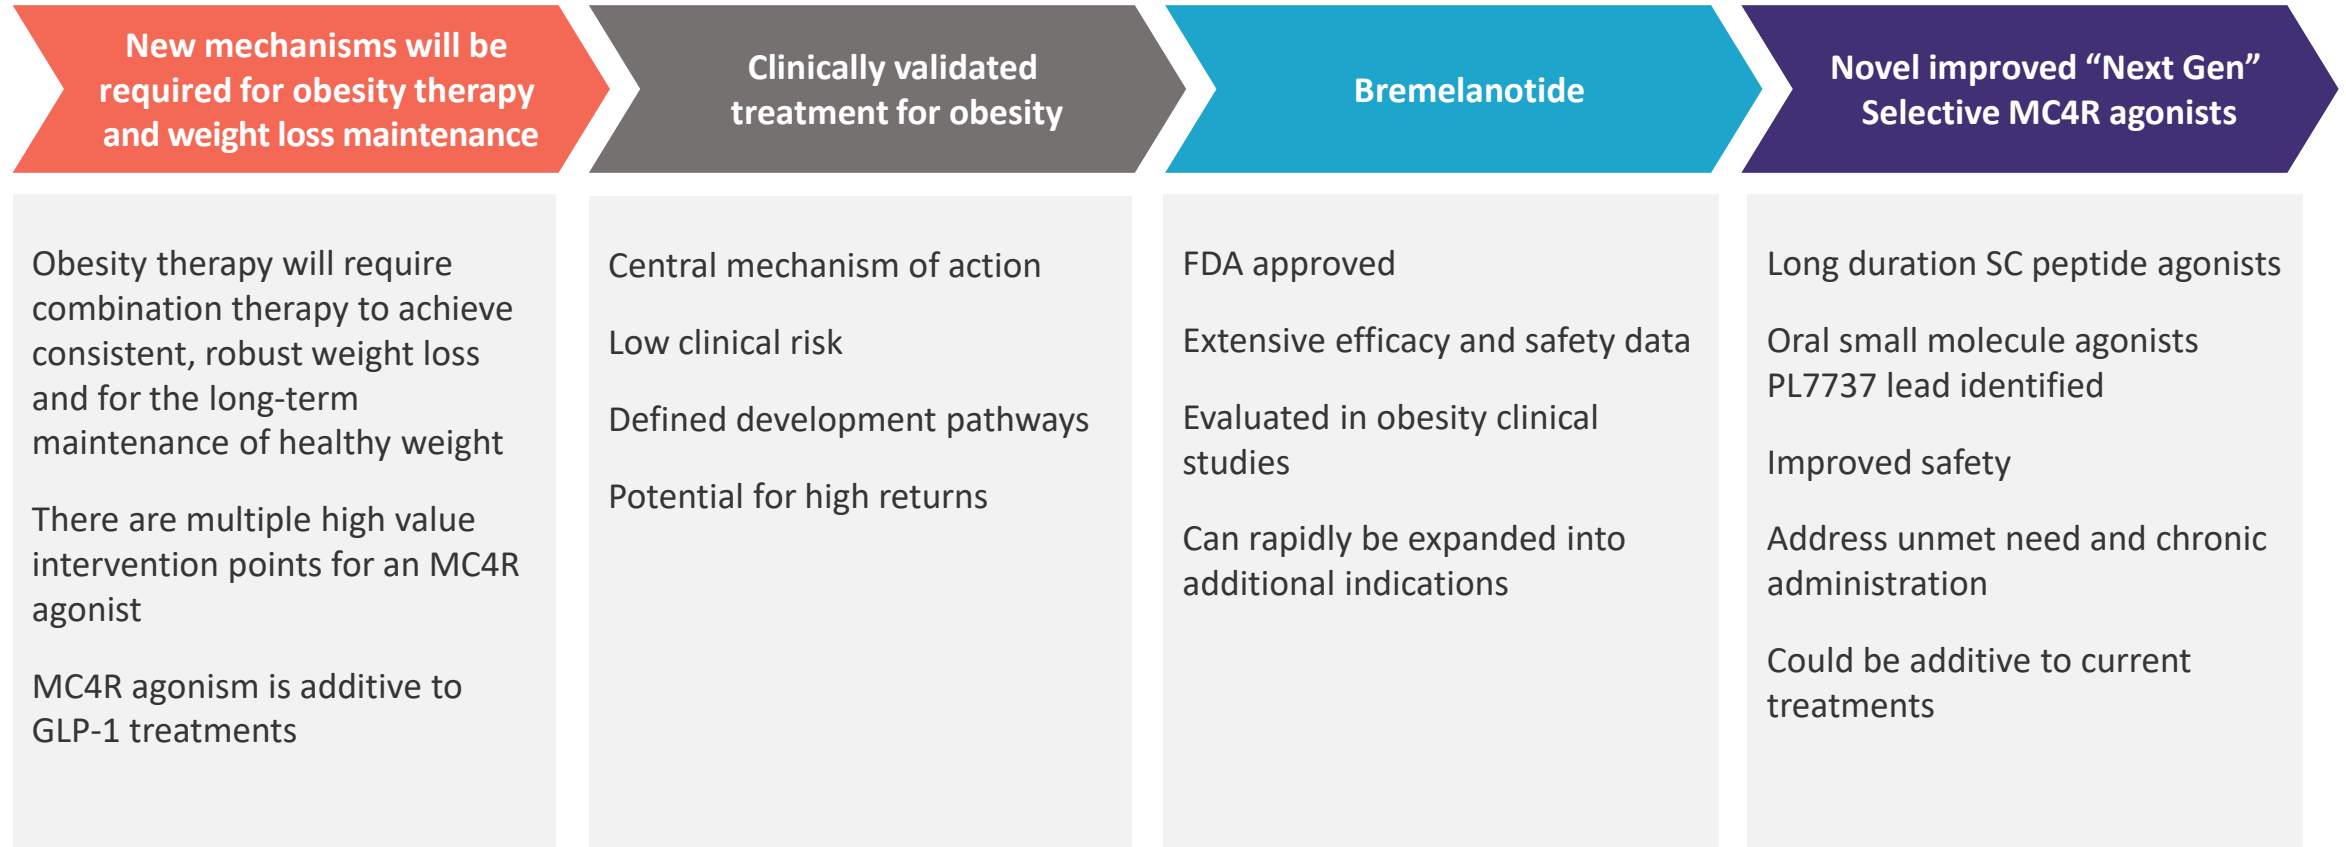 New mechanisms will be
required for obesity therapy
and weight loss maintenance
Obesity therapy will require
combination therapy to achieve
consistent, robust weight loss
and for the long-term
maintenance of healthy weight
There are multiple high value
intervention points for an MC4R
agonist
MC4R agonism is additive to
GLP-1 treatments
Clinically validated
treatment for obesity
Central mechanism of action
Low clinical risk
Defined development pathways
Potential for high returns
Bremelanotide
FDA approved
Extensive efficacy and safety data
Evaluated in obesity clinical
studies
Can rapidly be expanded into
additional indications
Novel improved “Next Gen”
Selective MC4R agonists
Long duration SC peptide agonists
Oral small molecule agonists
PL7737 lead identified
Improved safety
Address unmet need and chronic
administration
Could be additive to current
treatments